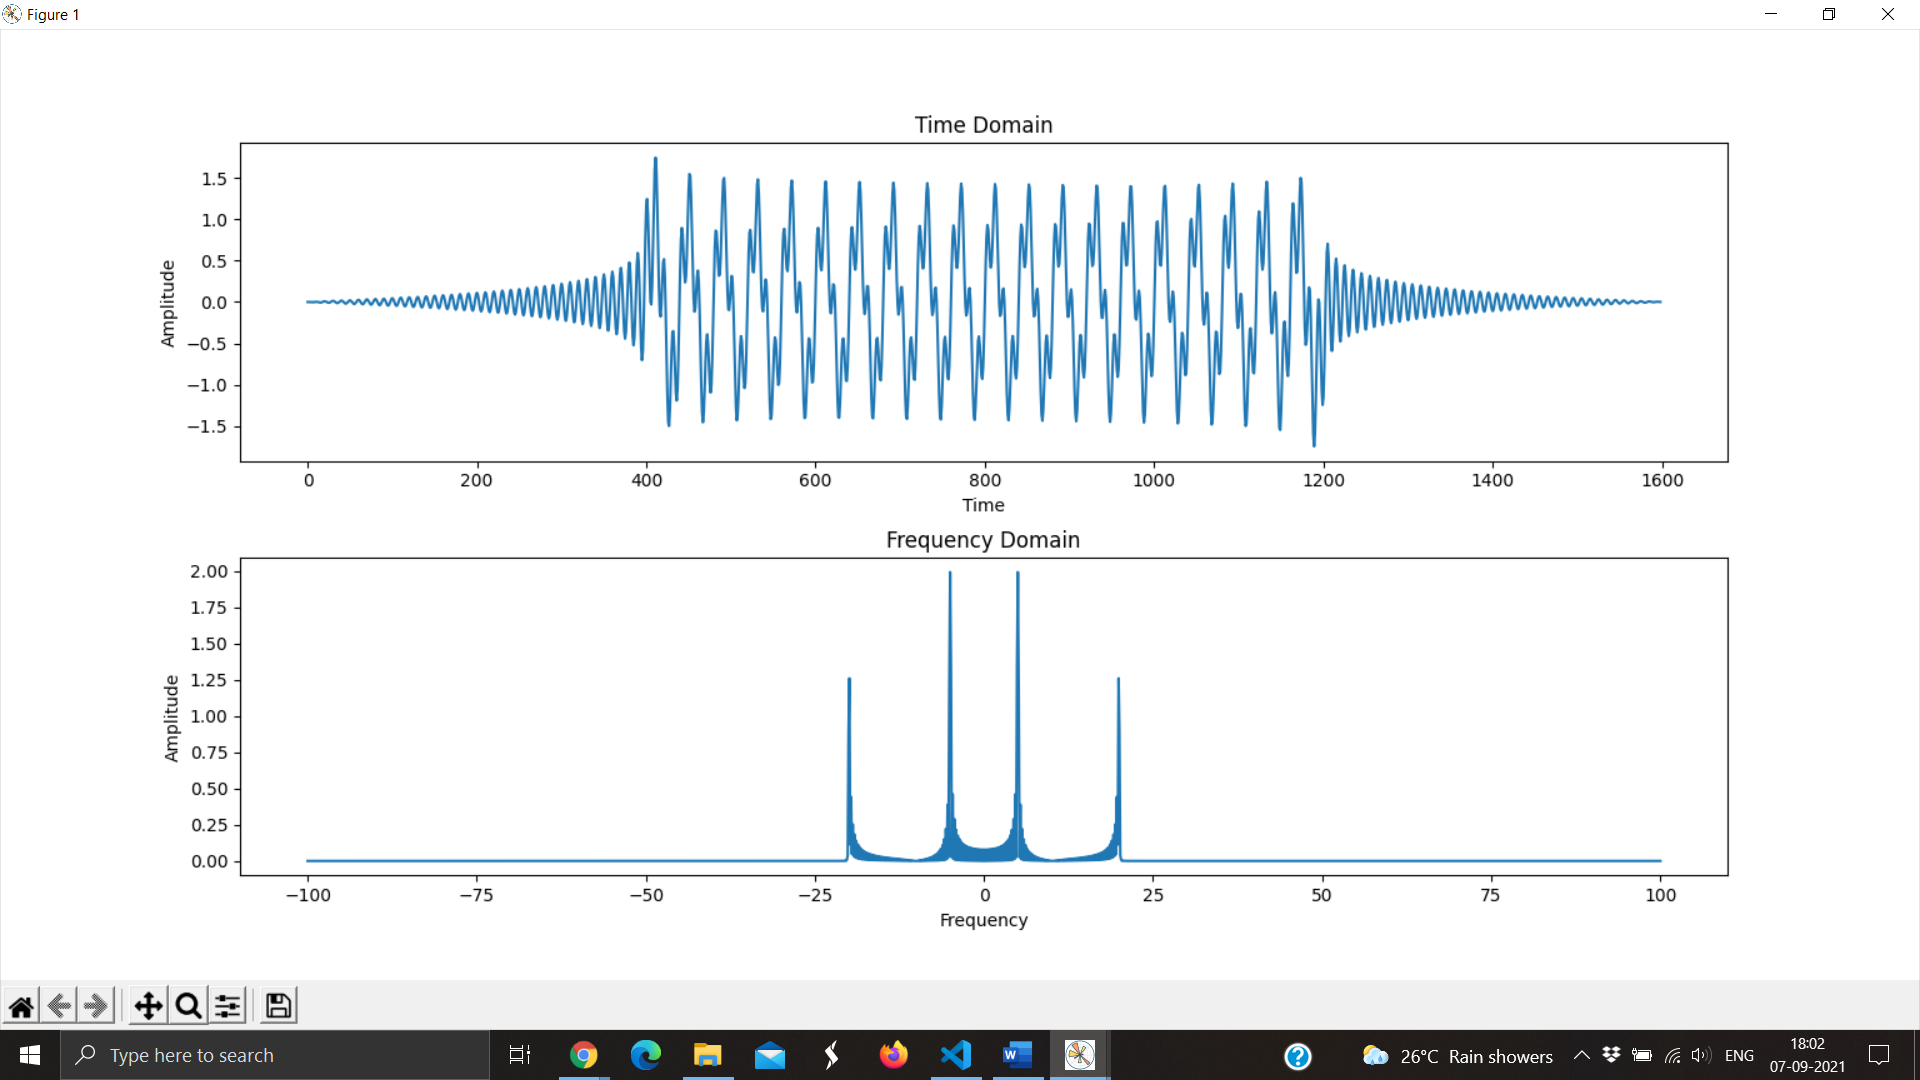 Figure 1
Time Domain
1.5
1.0
0.5
0.0
−0.5
−1.0
−1.5
Amplitude
0 200 400 600 800 1000 1200 1400 1600
Time
Frequency Domain
2.00
1.75
1.50
1.25
1.00
0.75
0.50
0.25
0.00
Amplitude
−100 −75 −50 −25 0 25 50 75 100
Frequency
Type here to search
26°C Rain showers
ENG
18:02
07-09-2021